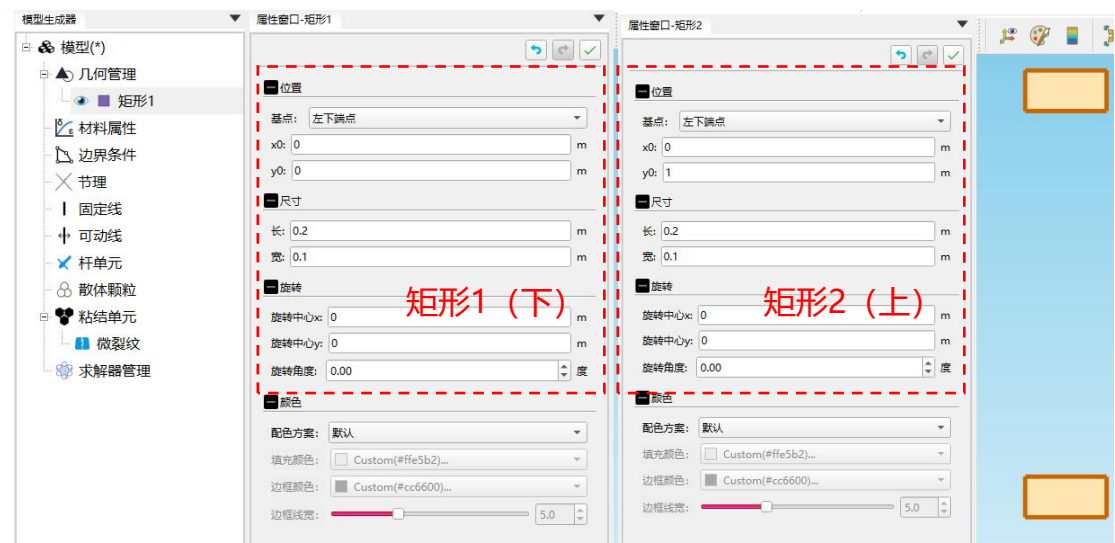 模型生成器
模型(*)
几何管理
矩形1
材料属性
边界条件
节理
固定线
可动线
杆单元
散体颗粒
粘结单元
微裂纹
求解器管理
属性窗口-矩形1
位置
基点: 左下端点
x0: 0 m
y0: 0 m
尺寸
长: 0.2 m
宽: 0.1 m
旋转
旋转中心x: 0 m
旋转中心y: 0 m
旋转角度: 0.00 度
矩形1（下）
颜色
配色方案: 默认
填充颜色: Custom(#ffe5b2)...
边框颜色: Custom(#cc6600)...
边框线宽: 5.0
属性窗口-矩形2
位置
基点: 左下端点
x0: 0 m
y0: 1 m
尺寸
长: 0.2 m
宽: 0.1 m
旋转
旋转中心x: 0 m
旋转中心y: 0 m
旋转角度: 0.00 度
矩形2（上）
颜色
配色方案: 默认
填充颜色: Custom(#ffe5b2)...
边框颜色: Custom(#cc6600)...
边框线宽: 5.0